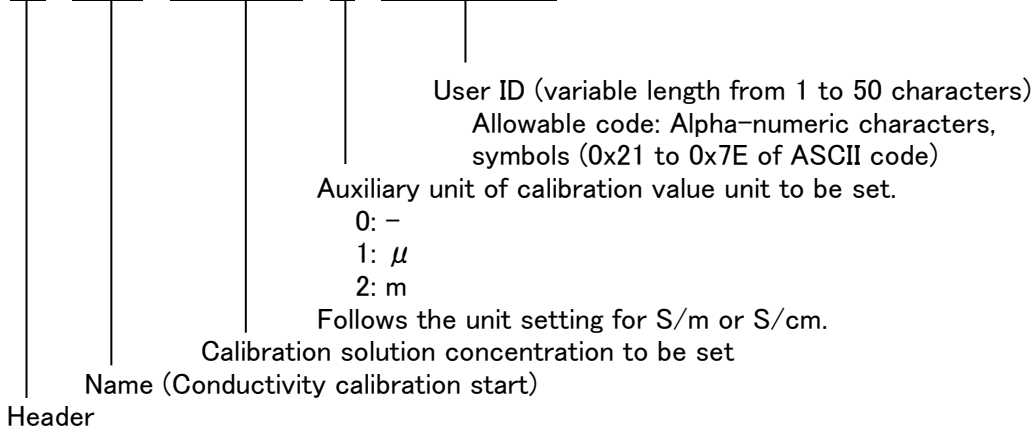 User ID (variable length from 1 to 50 characters)
Allowable code: Alpha-numeric characters,
symbols (0x21 to 0x7E of ASCII code)
Auxiliary unit of calibration value unit to be set.
0: -
1: μ
2: m
Follows the unit setting for S/m or S/cm.
Calibration solution concentration to be set
Name (Conductivity calibration start)
Header